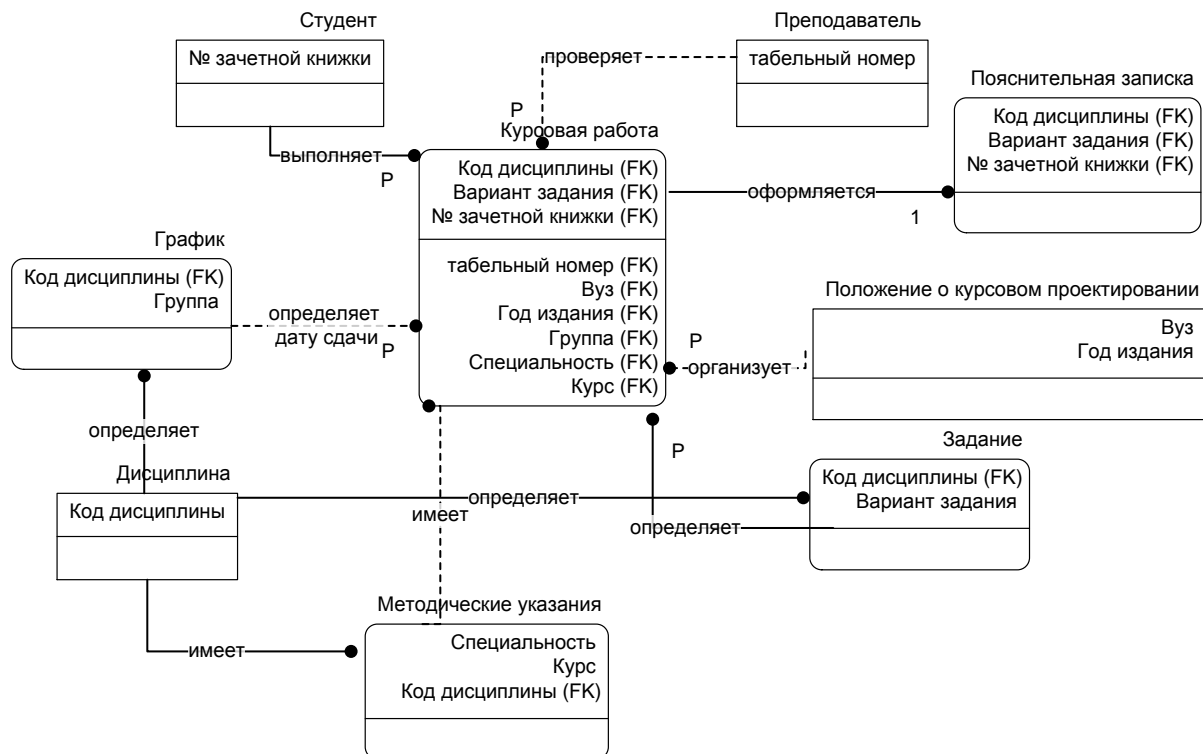 Студент
№ зачетной книжки
Преподаватель
табельный номер
проверяет
Р
выполняет
Р
Курсовая работа
Код дисциплины (FK)
Вариант задания (FK)
№ зачетной книжки (FK)
табельный номер (FK)
Вуз (FK)
Год издания (FK)
Группа (FK)
Специальность (FK)
Курс (FK)
Пояснительная записка
Код дисциплины (FK)
Вариант задания (FK)
№ зачетной книжки (FK)
оформляется
1
График
Код дисциплины (FK)
Группа
определяет
дату сдачи
Р
Положение о курсовом проектировании
Вуз
Год издания
Р
организует
определяет
Дисциплина
Код дисциплины
определяет
Р
Задание
Код дисциплины (FK)
Вариант задания
определяет
имеет
имеет
Методические указания
Специальность
Курс
Код дисциплины (FK)